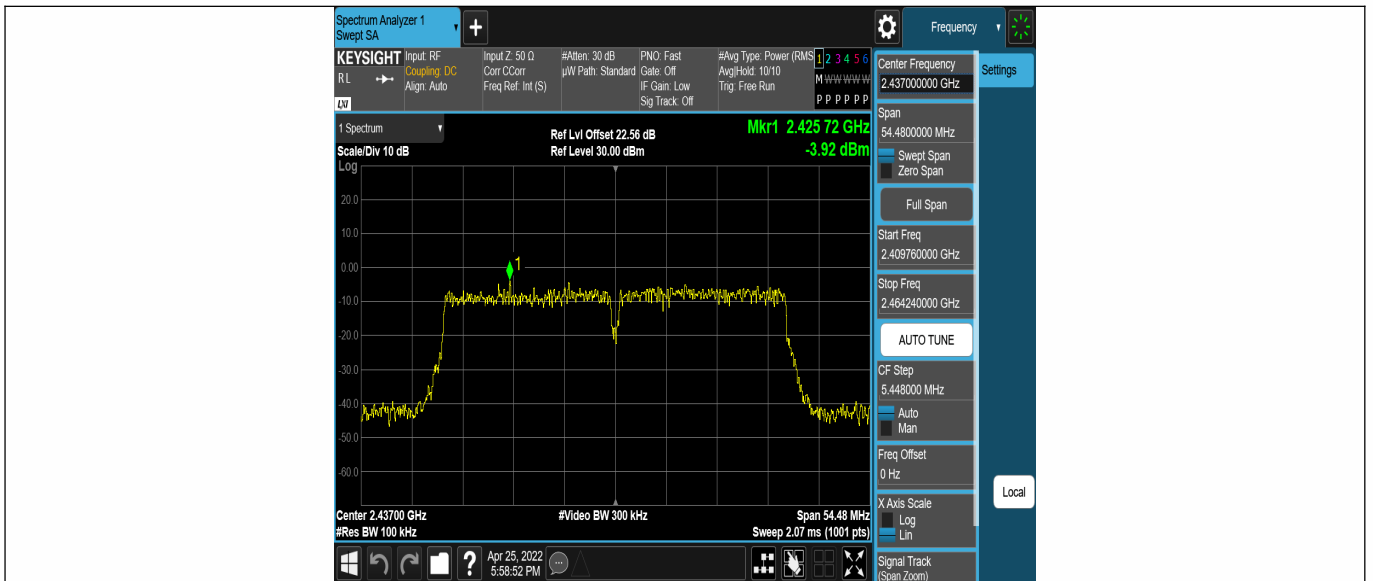 Spectrum Analyzer 1
Swept SA
+
Frequency
KEYSIGHT
R L
LXI
Input: RF
Coupling: DC
Align: Auto
Input Z: 50 Ω
Corr CCorr
Freq Ref: Int (S)
#Atten: 30 dB
µW Path: Standard
PNO: Fast
Gate: Off
IF Gain: Low
Sig Track: Off
#Avg Type: Power (RMS
Avg|Hold: 10/10
Trig: Free Run
1 2 3 4 5 6
M W W W W W
P P P P P P
1 Spectrum
Scale/Div 10 dB
Log
Ref Lvl Offset 22.56 dB
Ref Level 30.00 dBm
Mkr1 2.425 72 GHz
-3.92 dBm
20.0
10.0
0.00
-10.0
-20.0
-30.0
-40.0
-50.0
-60.0
1
Center 2.43700 GHz
#Res BW 100 kHz
#Video BW 300 kHz
Span 54.48 MHz
Sweep 2.07 ms (1001 pts)
?
Apr 25, 2022
5:58:52 PM
Center Frequency
2.437000000 GHz
Settings
Span
54.4800000 MHz
Swept Span
Zero Span
Full Span
Start Freq
2.409760000 GHz
Stop Freq
2.464240000 GHz
AUTO TUNE
CF Step
5.448000 MHz
Auto
Man
Freq Offset
0 Hz
Local
X Axis Scale
Log
Lin
Signal Track
(Span Zoom)